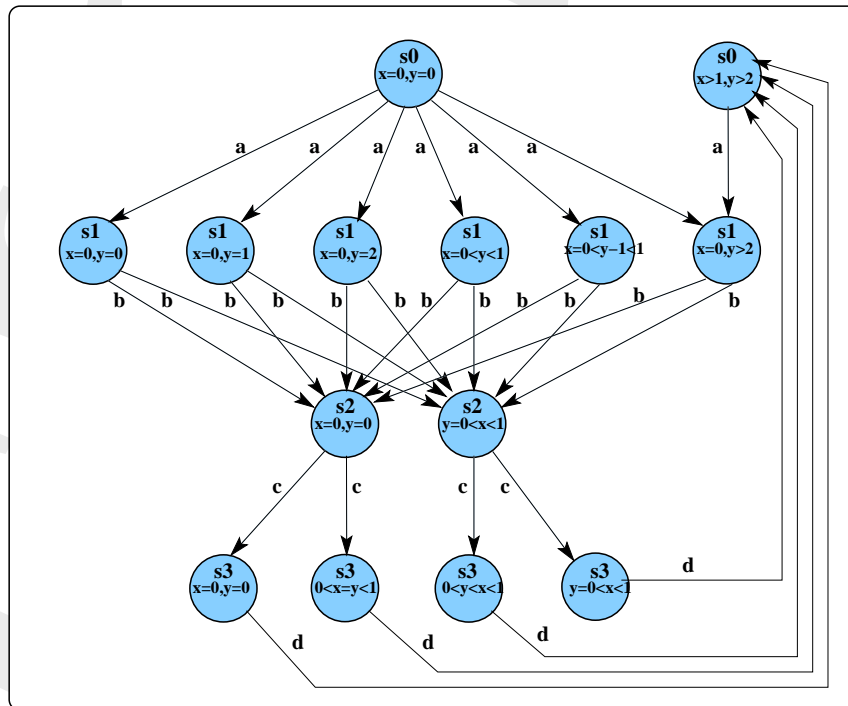 s0
x=0,y=0
s0
x>1,y>2
a
a
a
a
a
a
a
s1
x=0,y=0
s1
x=0,y=1
s1
x=0,y=2
s1
x=0<y<1
s1
x=0<y−1<1
s1
x=0,y>2
b
b
b
b
b
b
b
b
b
b
b
b
s2
x=0,y=0
s2
y=0<x<1
c
c
c
c
s3
x=0,y=0
s3
0<x=y<1
s3
0<y<x<1
s3
y=0<x<1
d
d
d
d